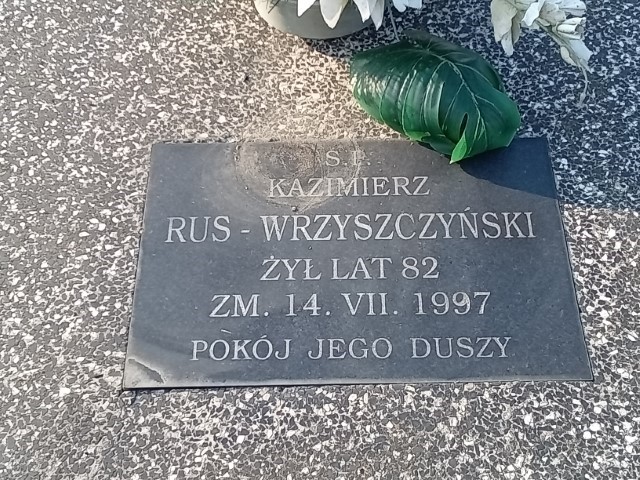 Ś.P.
KAZIMIERZ
RUS - WRZYSZCZYŃSKI
ŻYŁ LAT 82
ZM. 14. VII. 1997
POKÓJ JEGO DUSZY